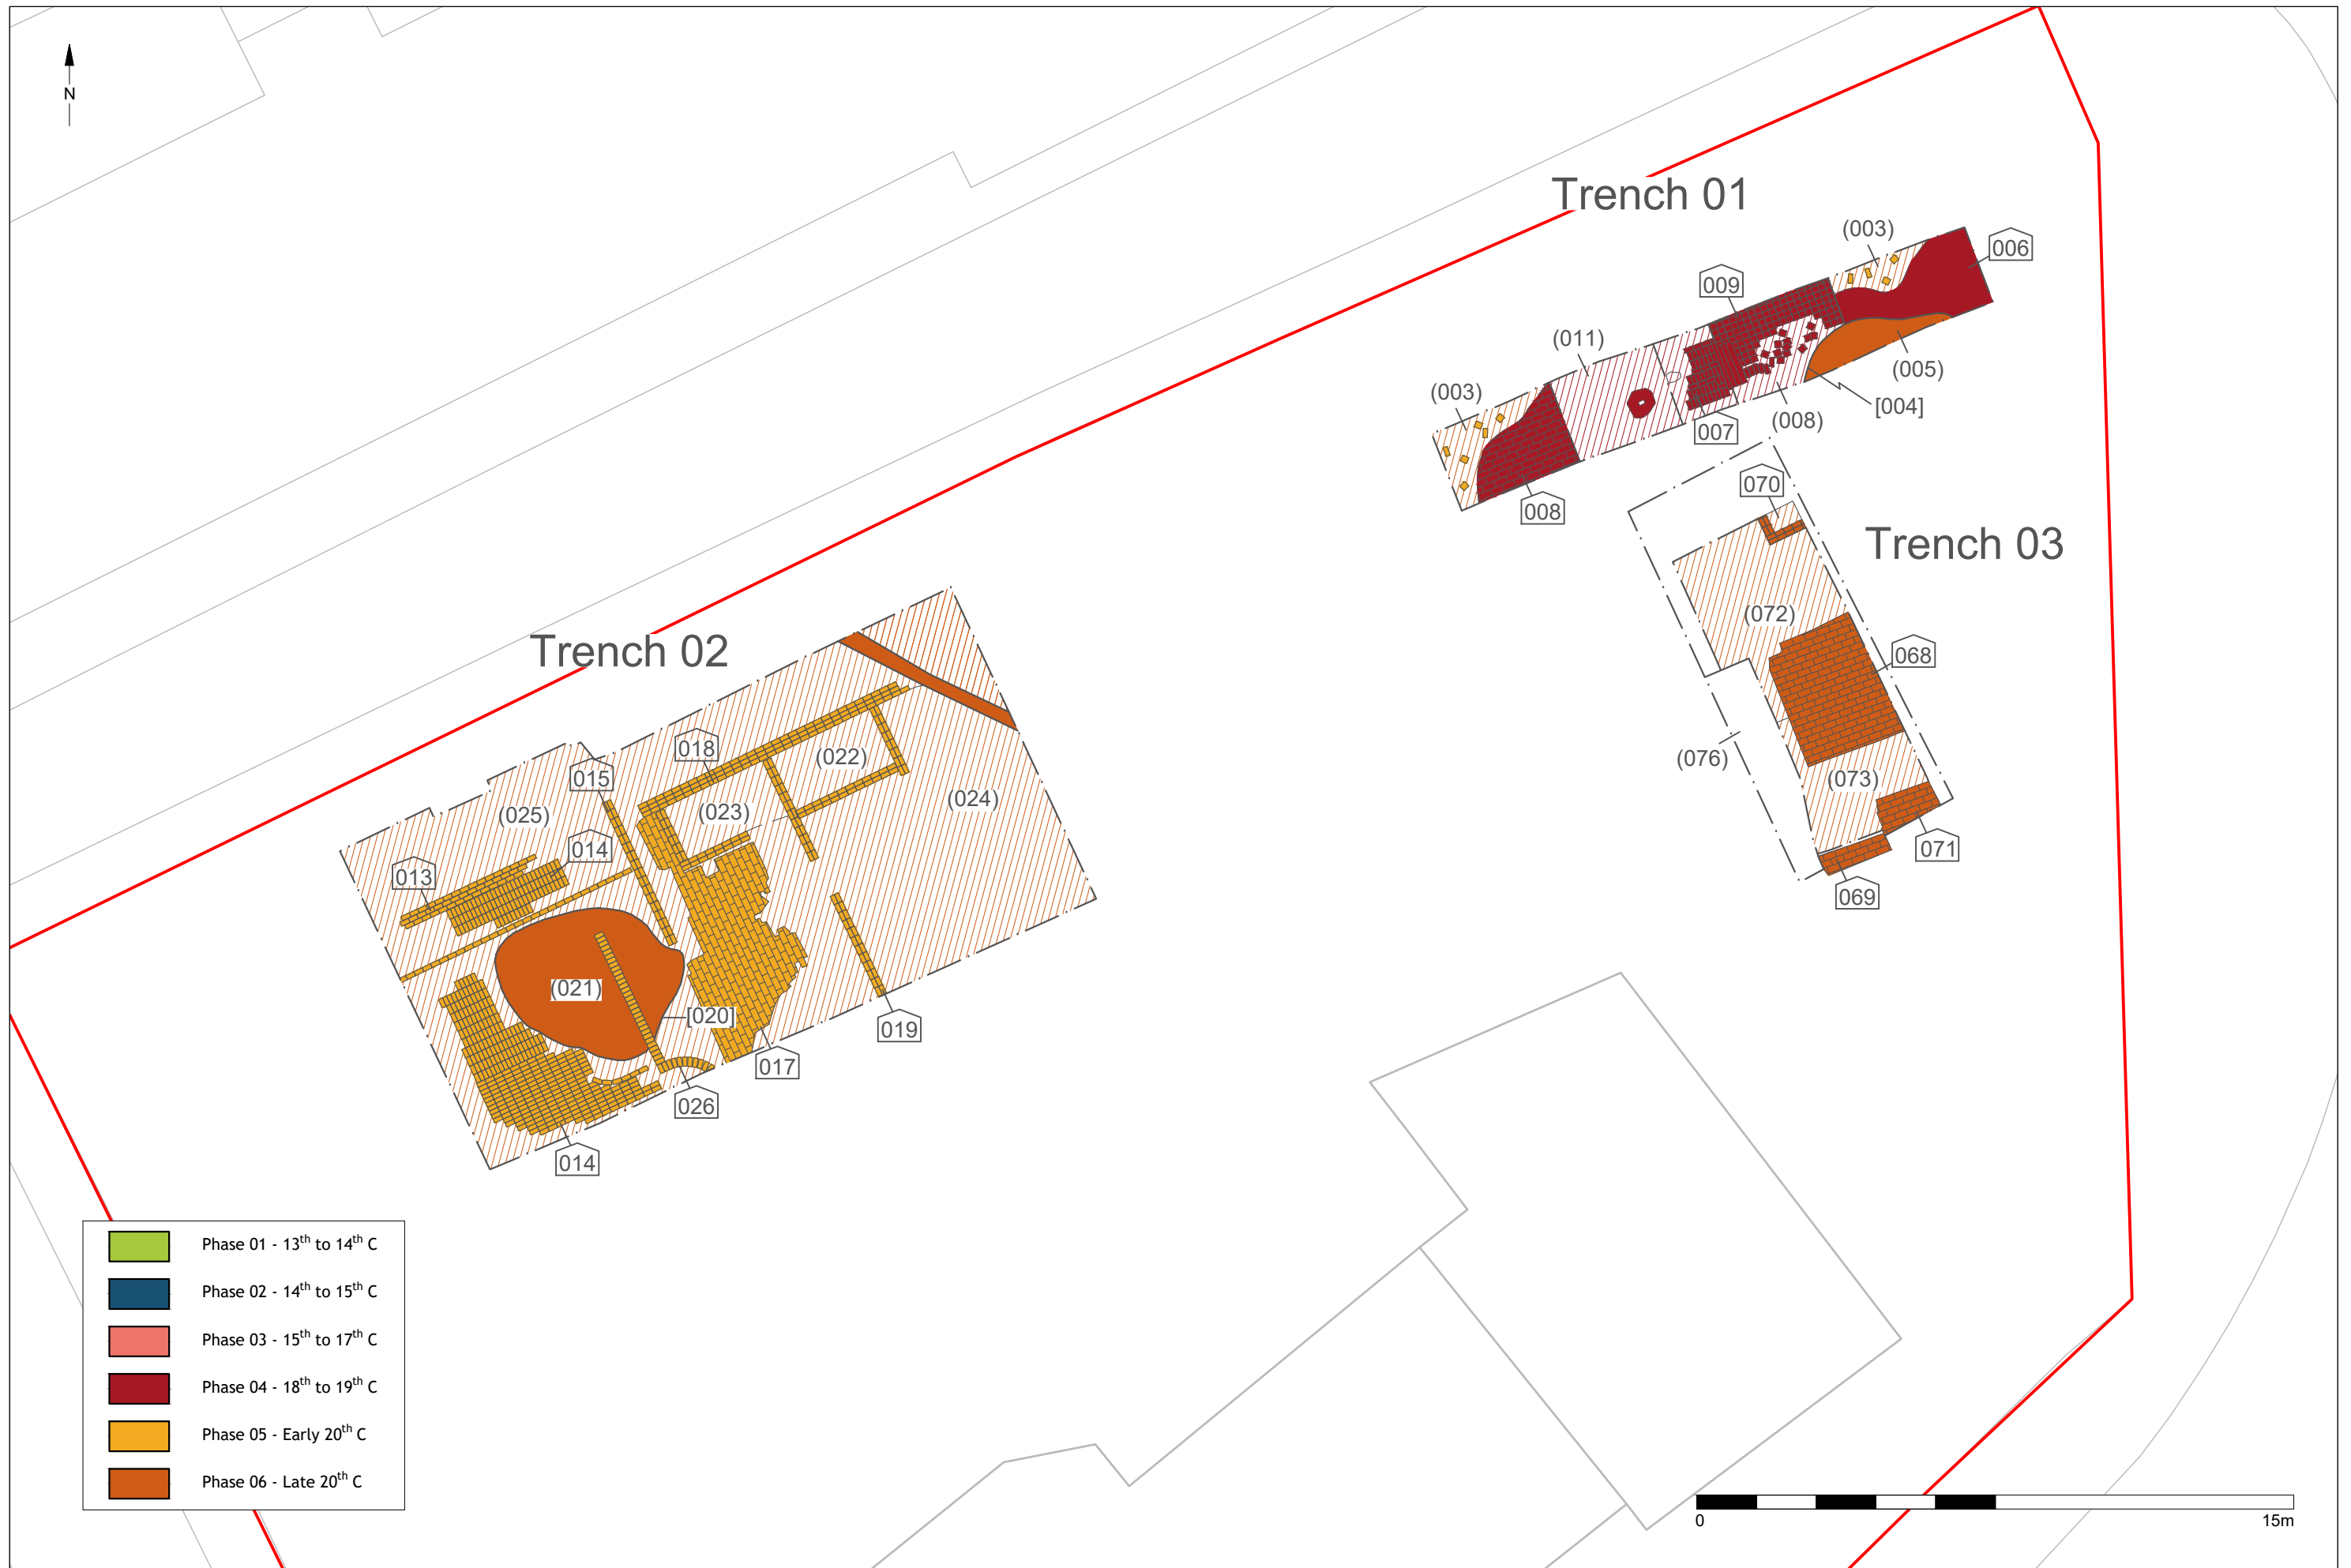 N
Trench 01
(003)
006
009
(011)
(005)
(003)
[004]
(008)
007
070
008
Trench 03
(072)
Trench 02
068
018
(022)
(076)
015
(073)
(024)
(023)
(025)
014
071
013
069
(021)
[020]
019
017
026
014
Phase 01 - 13th to 14th C
Phase 02 - 14th to 15th C
Phase 03 - 15th to 17th C
Phase 04 - 18th to 19th C
Phase 05 - Early 20th C
Phase 06 - Late 20th C
0 15m